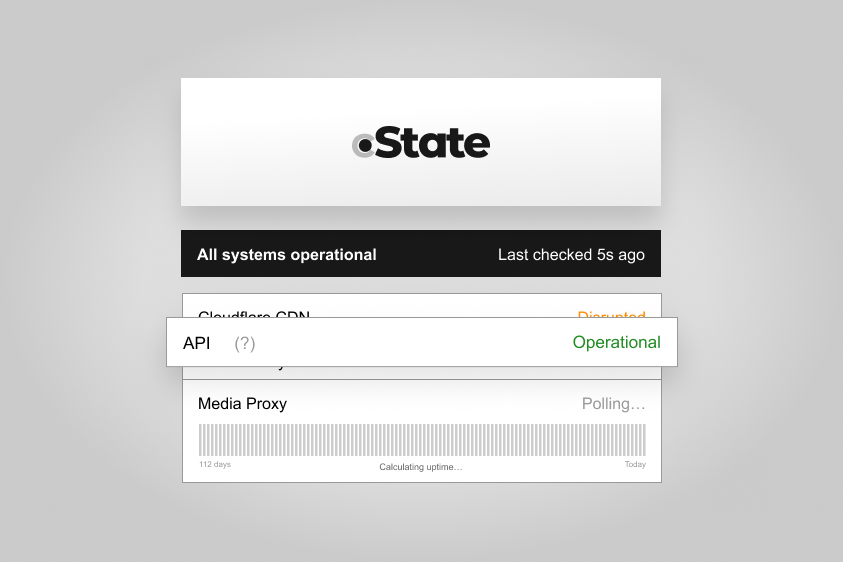 cState
All systems operational
Last checked 5s ago
Cloudflare CDN
Disrupted
API
(?)
Operational
Media Proxy
Polling…
112 days
Calculating uptime…
Today